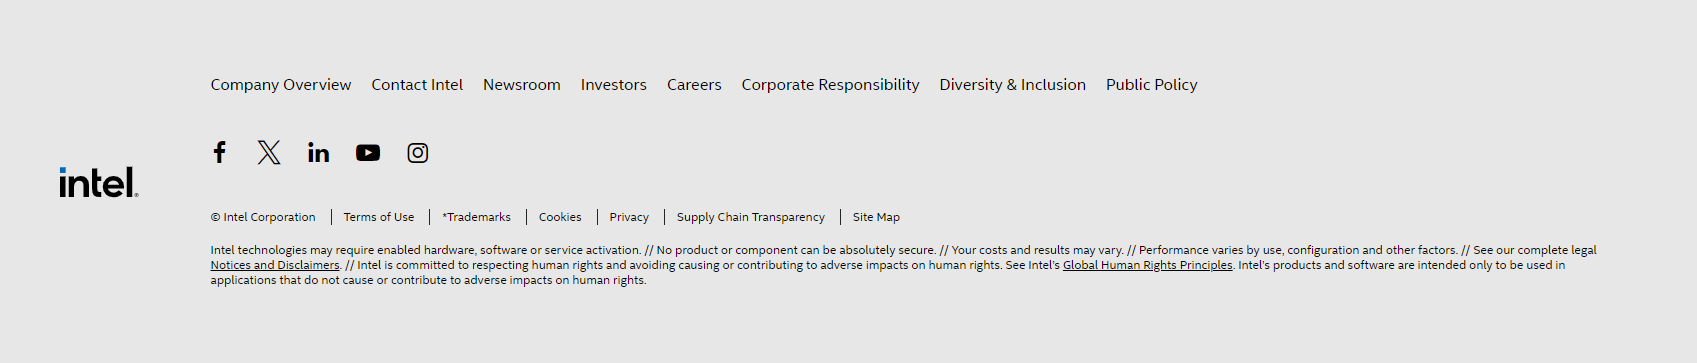 Company Overview Contact Intel Newsroom Investors Careers Corporate Responsibility Diversity & Inclusion Public Policy
intel®
© Intel Corporation Terms of Use *Trademarks Cookies Privacy Supply Chain Transparency Site Map
Intel technologies may require enabled hardware, software or service activation. // No product or component can be absolutely secure. // Your costs and results may vary. // Performance varies by use, configuration and other factors. // See our complete legal
Notices and Disclaimers. // Intel is committed to respecting human rights and avoiding causing or contributing to adverse impacts on human rights. See Intel's Global Human Rights Principles. Intel's products and software are intended only to be used in
applications that do not cause or contribute to adverse impacts on human rights.